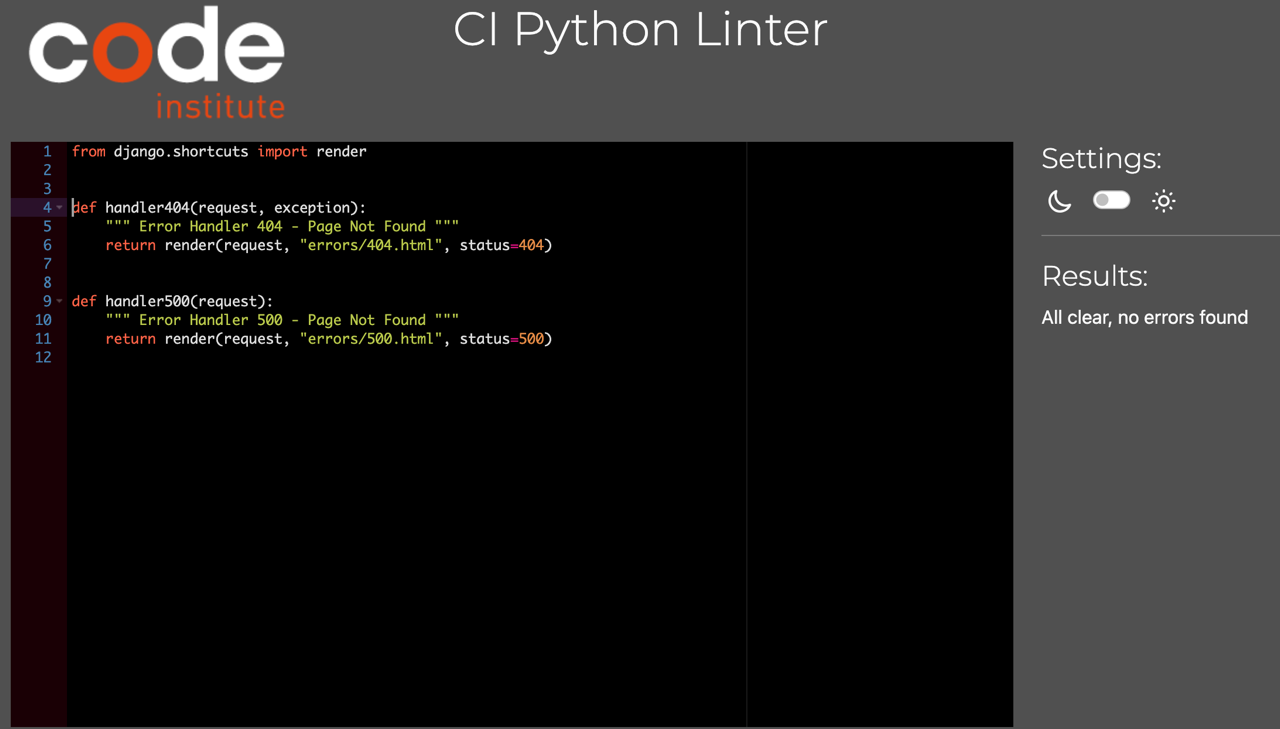 code
institute
CI Python Linter
1 from django.shortcuts import render
2
3
4 def handler404(request, exception):
5     """ Error Handler 404 - Page Not Found """
6     return render(request, "errors/404.html", status=404)
7
8
9 def handler500(request):
10     """ Error Handler 500 - Page Not Found """
11     return render(request, "errors/500.html", status=500)
12
Settings:
Results:
All clear, no errors found